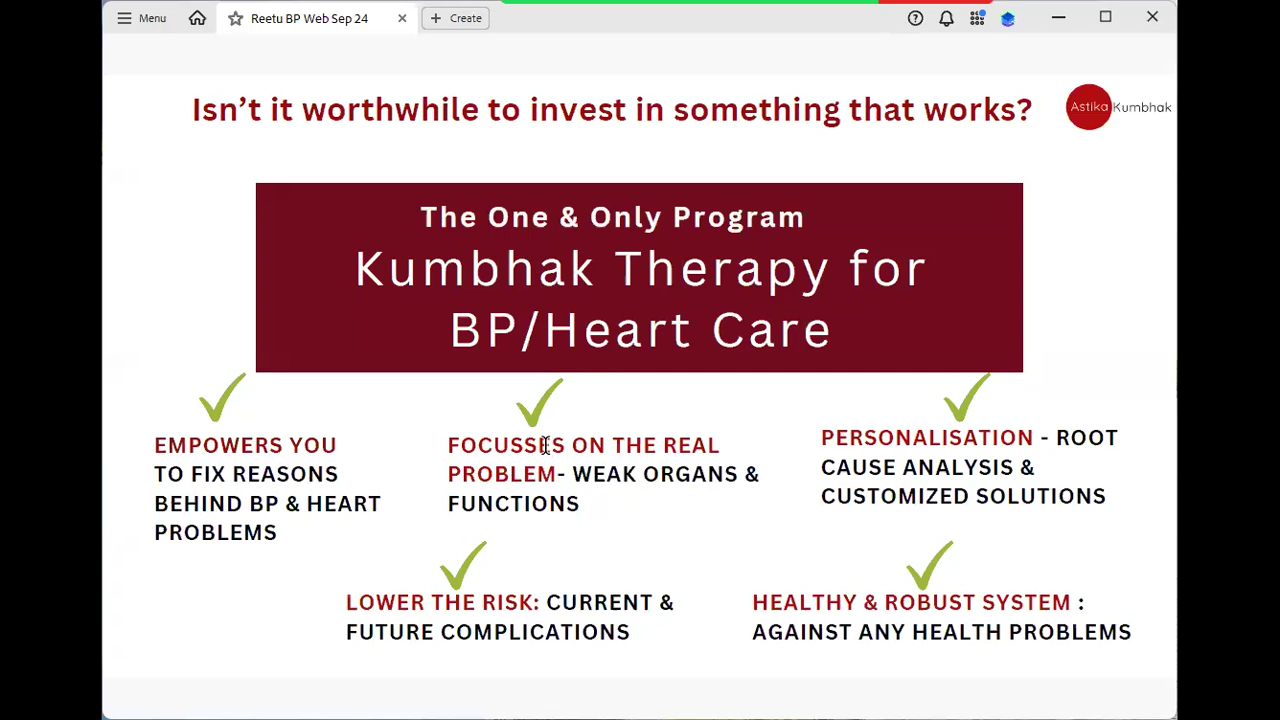 Menu
Reetu BP Web Sep 24
Create
Isn't it worthwhile to invest in something that works?
Astika Kumbhak
The One & Only Program
Kumbhak Therapy for
BP/Heart Care
EMPOWERS YOU
TO FIX REASONS
BEHIND BP & HEART
PROBLEMS
FOCUSSES ON THE REAL
PROBLEM- WEAK ORGANS &
FUNCTIONS
PERSONALISATION - ROOT
CAUSE ANALYSIS &
CUSTOMIZED SOLUTIONS
LOWER THE RISK: CURRENT &
FUTURE COMPLICATIONS
HEALTHY & ROBUST SYSTEM :
AGAINST ANY HEALTH PROBLEMS